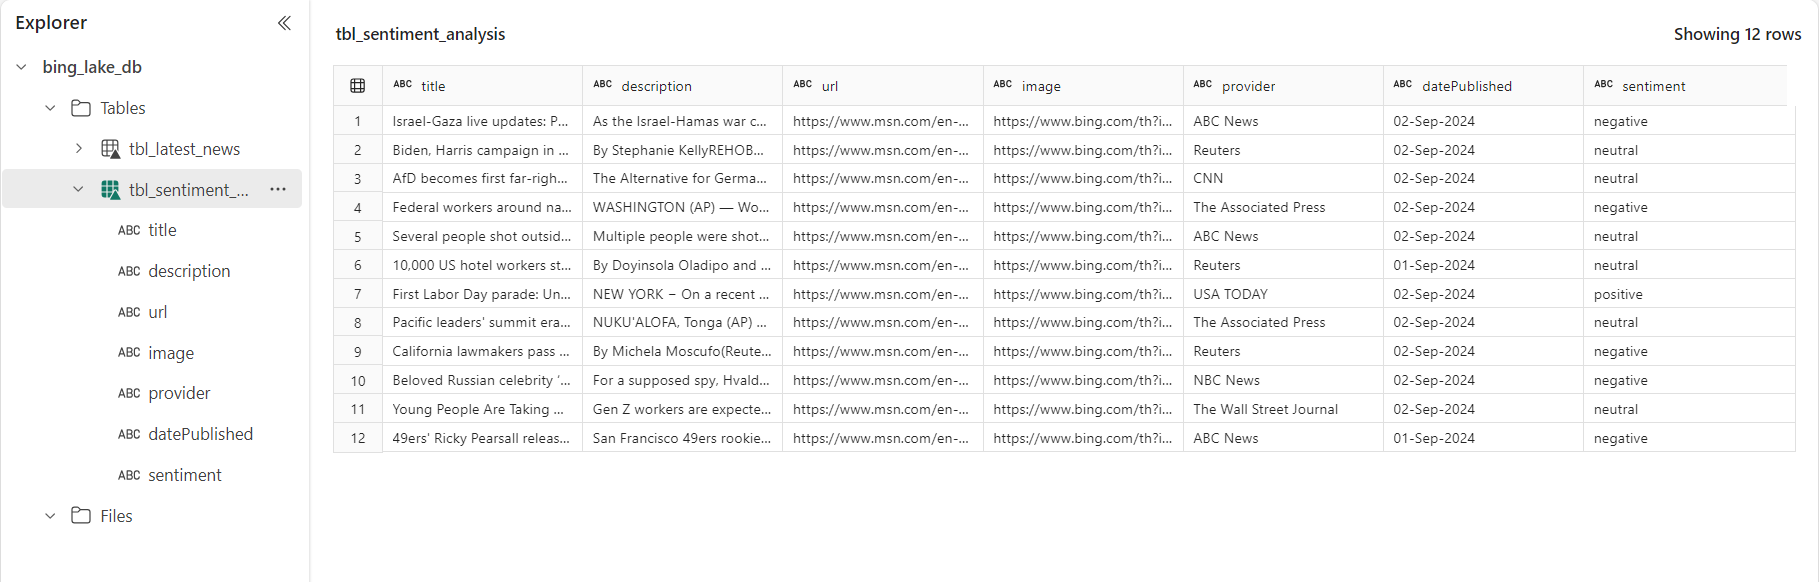 Explorer
bing_lake_db
Tables
tbl_latest_news
tbl_sentiment_...
ABC title
ABC description
ABC url
ABC image
ABC provider
ABC datePublished
ABC sentiment
Files
tbl_sentiment_analysis Showing 12 rows
ABC title ABC description ABC url ABC image ABC provider ABC datePublished ABC sentiment
1 Israel-Gaza live updates: P... As the Israel-Hamas war c... https://www.msn.com/en-... https://www.bing.com/th?i... ABC News 02-Sep-2024 negative
2 Biden, Harris campaign in ... By Stephanie KellyREHOB... https://www.msn.com/en-... https://www.bing.com/th?i... Reuters 02-Sep-2024 neutral
3 AfD becomes first far-righ... The Alternative for Germa... https://www.msn.com/en-... https://www.bing.com/th?i... CNN 02-Sep-2024 neutral
4 Federal workers around na... WASHINGTON (AP) — Wo... https://www.msn.com/en-... https://www.bing.com/th?i... The Associated Press 02-Sep-2024 negative
5 Several people shot outsid... Multiple people were shot... https://www.msn.com/en-... https://www.bing.com/th?i... ABC News 02-Sep-2024 neutral
6 10,000 US hotel workers st... By Doyinsola Oladipo and ... https://www.msn.com/en-... https://www.bing.com/th?i... Reuters 01-Sep-2024 neutral
7 First Labor Day parade: Un... NEW YORK – On a recent ... https://www.msn.com/en-... https://www.bing.com/th?i... USA TODAY 02-Sep-2024 positive
8 Pacific leaders' summit era... NUKU'ALOFA, Tonga (AP) ... https://www.msn.com/en-... https://www.bing.com/th?i... The Associated Press 02-Sep-2024 neutral
9 California lawmakers pass ... By Michela Moscufo(Reute... https://www.msn.com/en-... https://www.bing.com/th?i... Reuters 02-Sep-2024 negative
10 Beloved Russian celebrity ‘... For a supposed spy, Hvald... https://www.msn.com/en-... https://www.bing.com/th?i... NBC News 02-Sep-2024 negative
11 Young People Are Taking ... Gen Z workers are expecte... https://www.msn.com/en-... https://www.bing.com/th?i... The Wall Street Journal 02-Sep-2024 neutral
12 49ers' Ricky Pearsall releas... San Francisco 49ers rookie... https://www.msn.com/en-... https://www.bing.com/th?i... ABC News 01-Sep-2024 negative